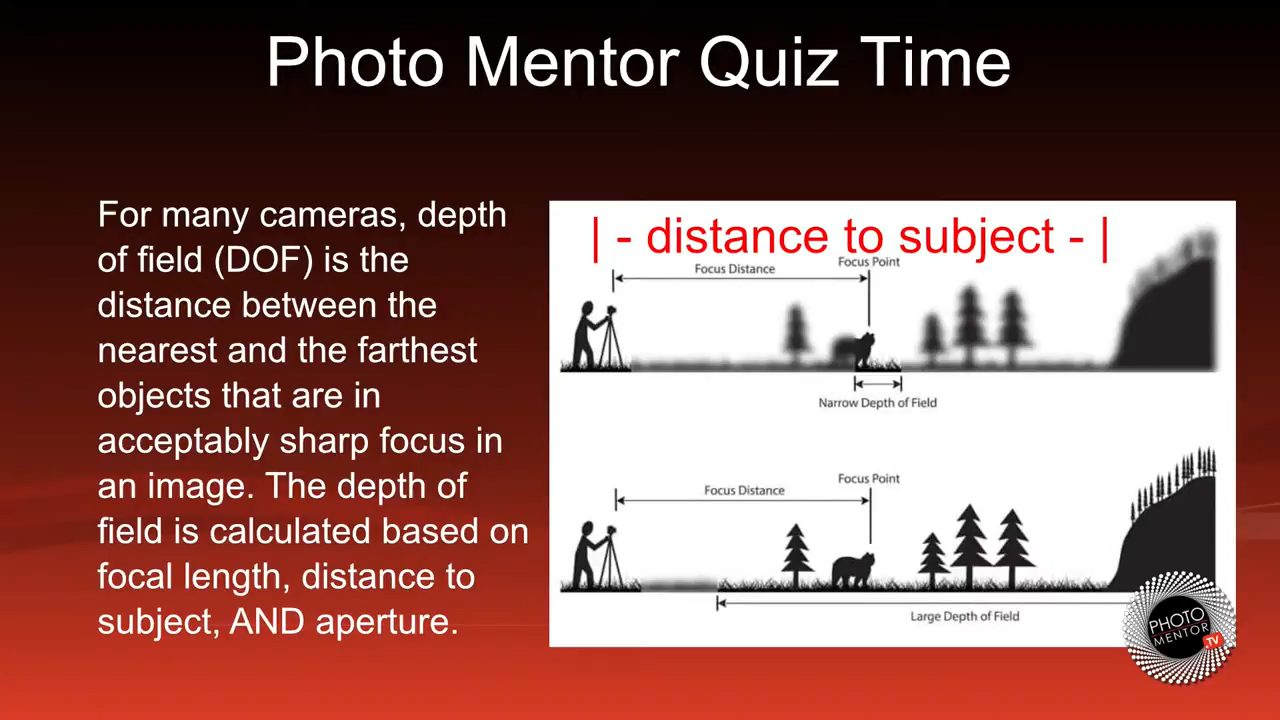 Photo Mentor Quiz Time
For many cameras, depth
of field (DOF) is the
distance between the
nearest and the farthest
objects that are in
acceptably sharp focus in
an image. The depth of
field is calculated based on
focal length, distance to
subject, AND aperture.
| - distance to subject - |
Focus Distance
Focus Point
Narrow Depth of Field
Focus Distance
Focus Point
Large Depth of Field
PHOTO
MENTOR
TV